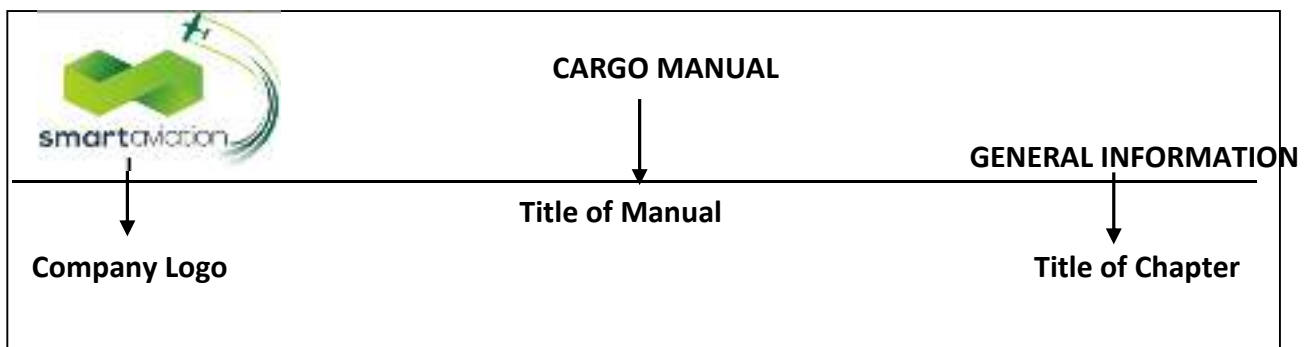 CARGO MANUAL
smartaviation
GENERAL INFORMATION
Title of Manual
Company Logo
Title of Chapter